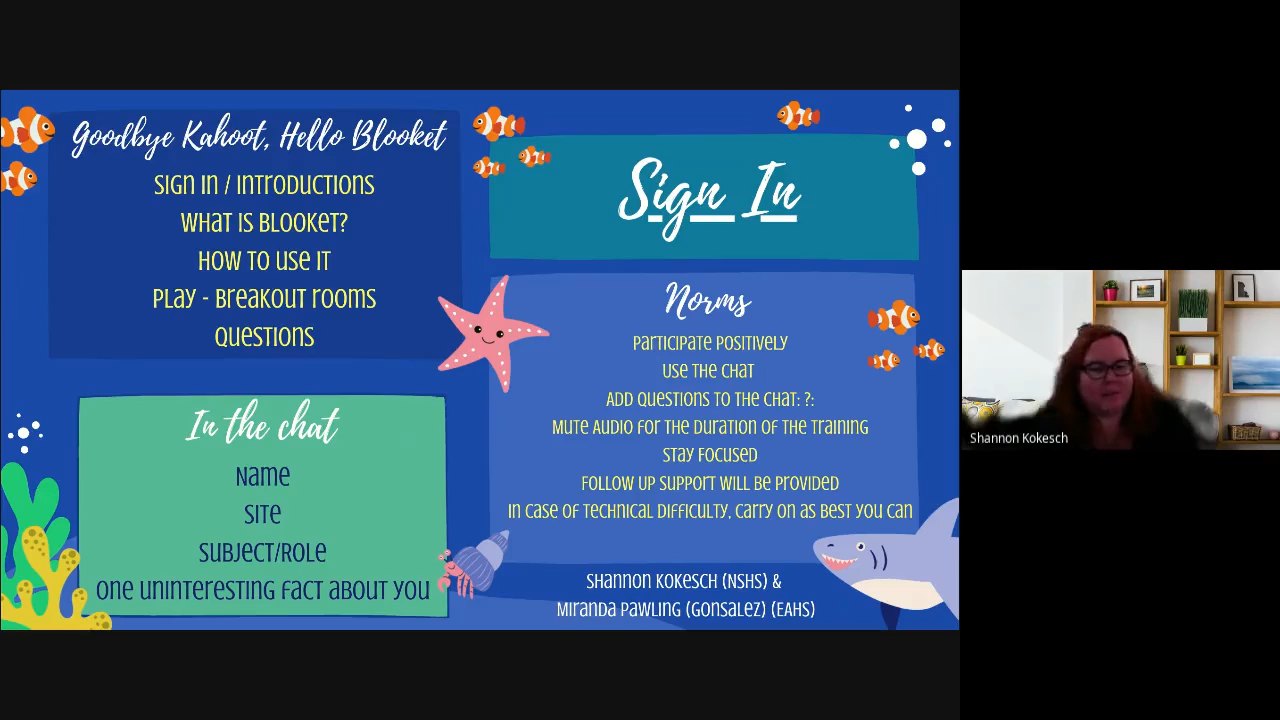 Goodbye Kahoot, Hello Blooket
Sign In / Introductions
What is Blooket?
How to use it
Play - Breakout rooms
Questions
In the chat
Name
Site
Subject/Role
One uninteresting fact about you
Sign In
Norms
Participate positively
Use the chat
Add questions to the chat: ?:
Mute audio for the duration of the training
Stay focused
Follow up support will be provided
In case of technical difficulty, carry on as best you can
Shannon Kokesch (NSHS) &
Miranda Pawling (Gonsalez) (EAHS)
Shannon Kokesch